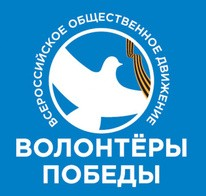 ВСЕРОССИЙСКОЕ ОБЩЕСТВЕННОЕ ДВИЖЕНИЕ
ВОЛОНТЁРЫ
ПОБЕДЫ